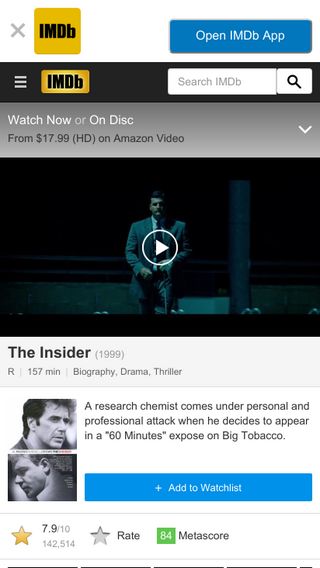 IMDb
Open IMDb App
IMDb
Search IMDb
Watch Now or On Disc
From $17.99 (HD) on Amazon Video
The Insider (1999)
R | 157 min | Biography, Drama, Thriller
A research chemist comes under personal and
professional attack when he decides to appear
in a "60 Minutes" expose on Big Tobacco.
+ Add to Watchlist
7.9/10
142,514
Rate
84 Metascore